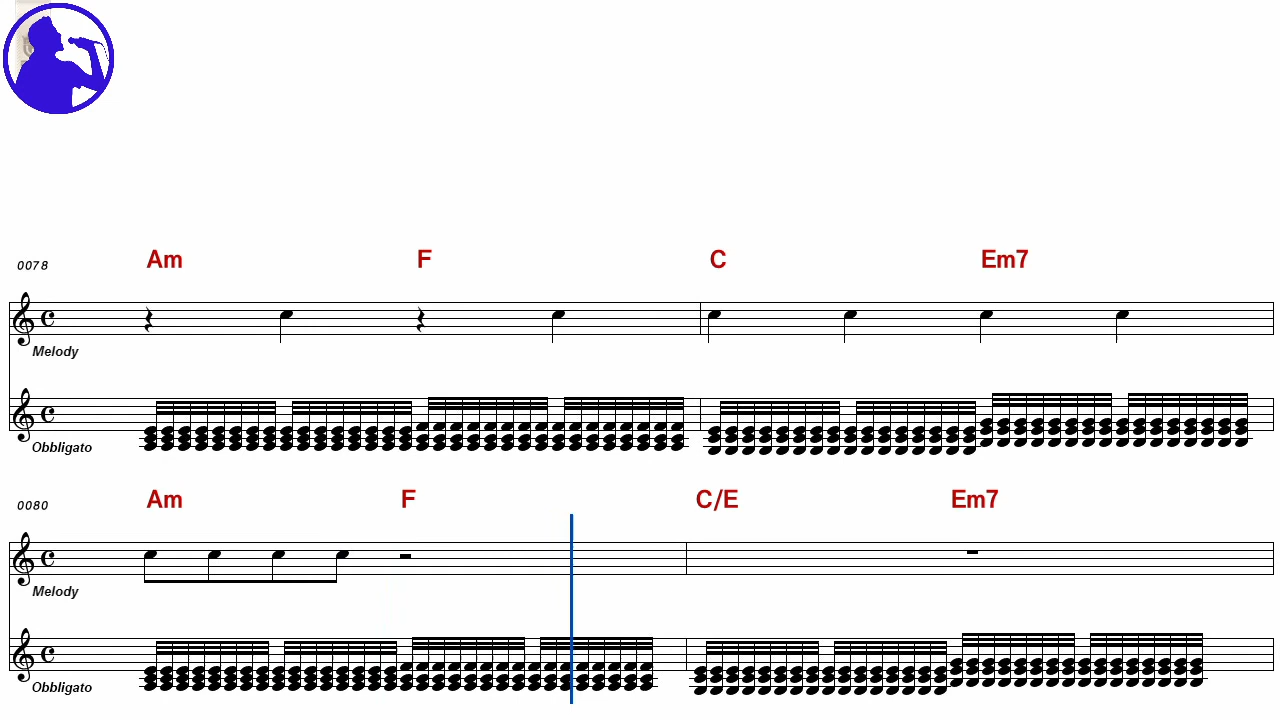 Am F C Em7
0078
Melody
Obbligato
Am F C/E Em7
0080
Melody
Obbligato